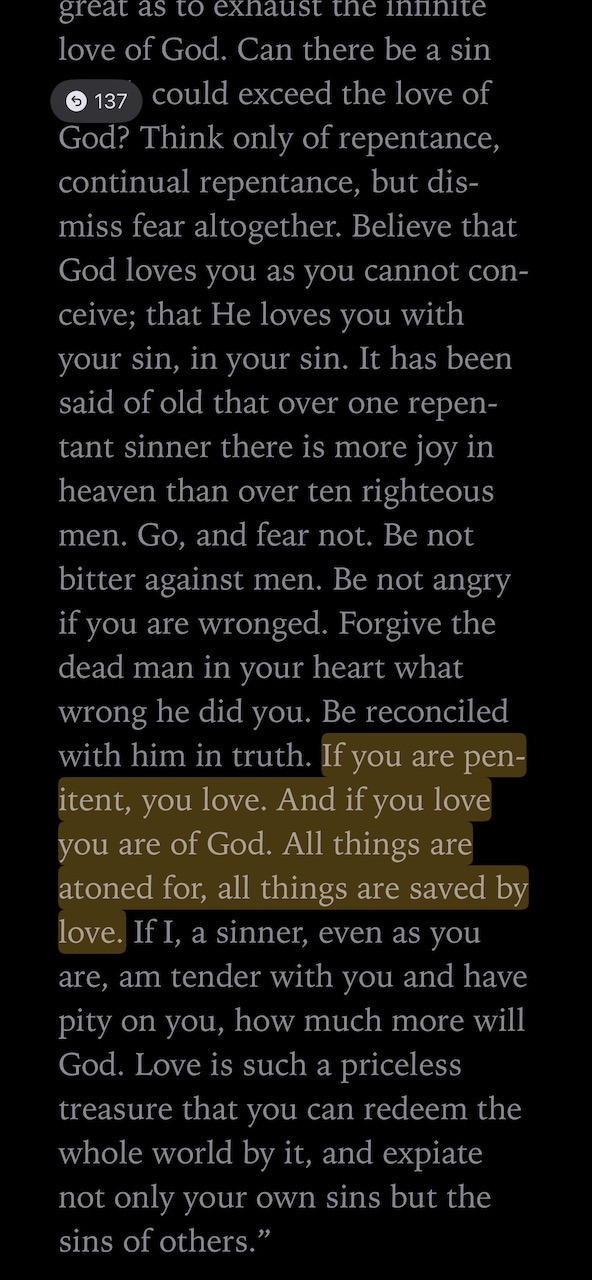 great as to exhaust the infinite
love of God. Can there be a sin
137 could exceed the love of
God? Think only of repentance,
continual repentance, but dis-
miss fear altogether. Believe that
God loves you as you cannot con-
ceive; that He loves you with
your sin, in your sin. It has been
said of old that over one repen-
tant sinner there is more joy in
heaven than over ten righteous
men. Go, and fear not. Be not
bitter against men. Be not angry
if you are wronged. Forgive the
dead man in your heart what
wrong he did you. Be reconciled
with him in truth. If you are pen-
itent, you love. And if you love
you are of God. All things are
atoned for, all things are saved by
love. If I, a sinner, even as you
are, am tender with you and have
pity on you, how much more will
God. Love is such a priceless
treasure that you can redeem the
whole world by it, and expiate
not only your own sins but the
sins of others.”